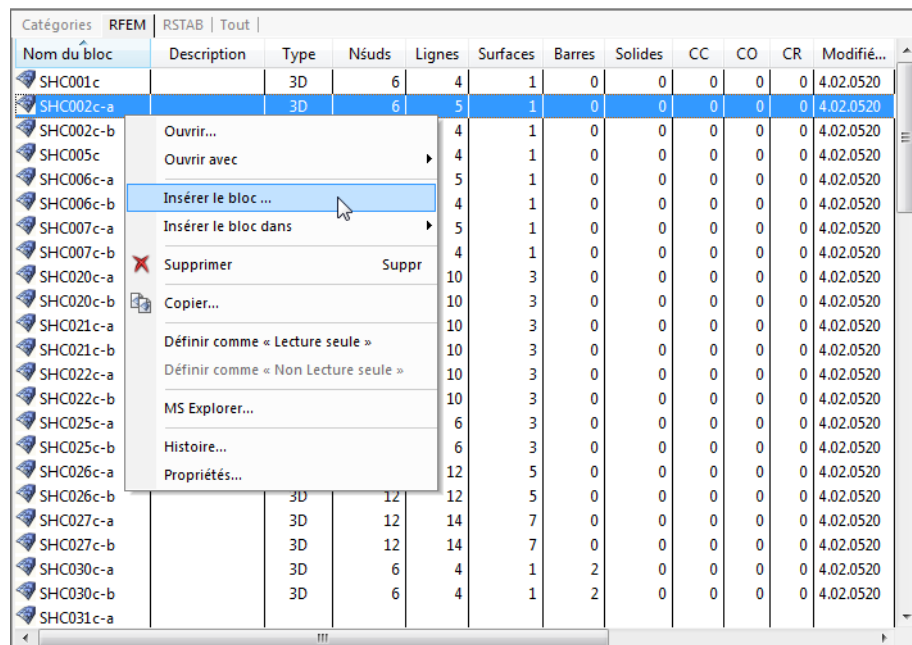 Catégories RFEM RSTAB Tout
Nom du bloc Description Type Nśuds Lignes Surfaces Barres Solides CC CO CR Modifié...
SHC001c 3D 6 4 1 0 0 0 0 0 4.02.0520
SHC002c-a 3D 6 5 1 0 0 0 0 0 4.02.0520
SHC002c-b 4 1 0 0 0 0 0 4.02.0520
Ouvrir...
SHC005c 4 1 0 0 0 0 0 4.02.0520
Ouvrir avec
SHC006c-a 5 1 0 0 0 0 0 4.02.0520
SHC006c-b 4 1 0 0 0 0 0 4.02.0520
Insérer le bloc ...
SHC007c-a 5 1 0 0 0 0 0 4.02.0520
Insérer le bloc dans
SHC007c-b 4 1 0 0 0 0 0 4.02.0520
Supprimer Suppr
SHC020c-a 10 3 0 0 0 0 0 4.02.0520
SHC020c-b 10 3 0 0 0 0 0 4.02.0520
Copier...
SHC021c-a 10 3 0 0 0 0 0 4.02.0520
Définir comme « Lecture seule »
SHC021c-b 10 3 0 0 0 0 0 4.02.0520
SHC022c-a 10 3 0 0 0 0 0 4.02.0520
Définir comme « Non Lecture seule »
SHC022c-b 10 3 0 0 0 0 0 4.02.0520
MS Explorer...
SHC025c-a 6 3 0 0 0 0 0 4.02.0520
SHC025c-b 6 3 0 0 0 0 0 4.02.0520
Histoire...
SHC026c-a 12 5 0 0 0 0 0 4.02.0520
Propriétés...
SHC026c-b 3D 12 12 5 0 0 0 0 0 4.02.0520
SHC027c-a 3D 12 14 7 0 0 0 0 0 4.02.0520
SHC027c-b 3D 12 14 7 0 0 0 0 0 4.02.0520
SHC030c-a 3D 6 4 1 2 0 0 0 0 4.02.0520
SHC030c-b 3D 6 4 1 2 0 0 0 0 4.02.0520
SHC031c-a